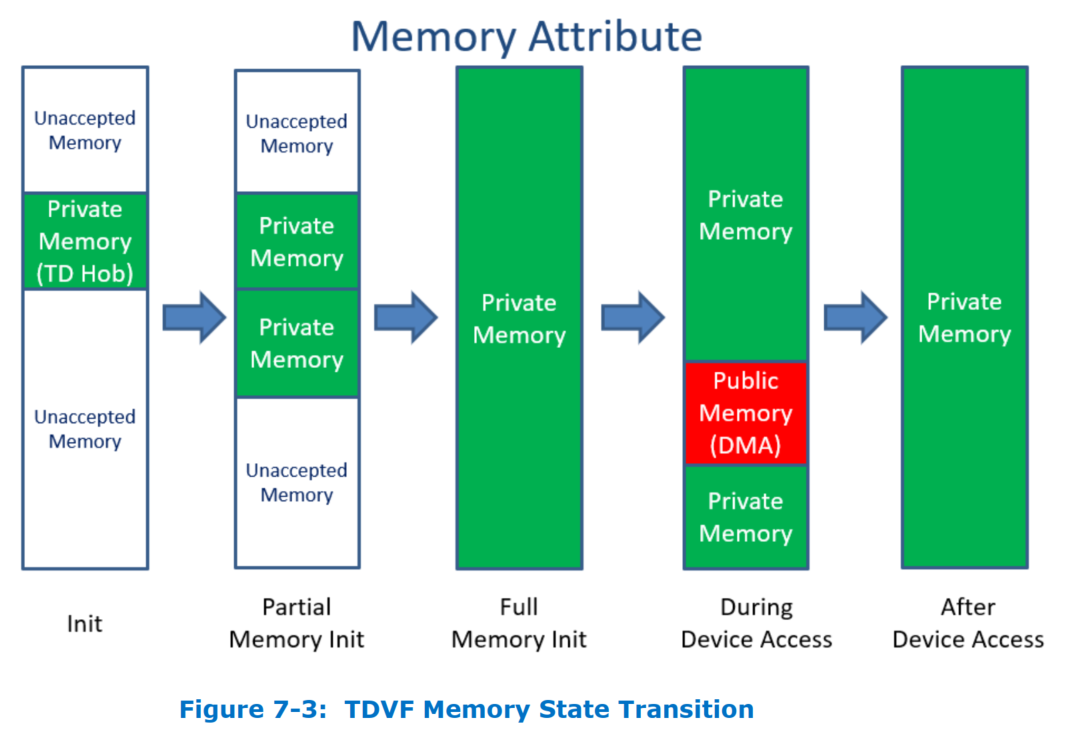 Memory Attribute
Unaccepted
Memory
Private
Memory
(TD Hob)
Unaccepted
Memory
Init
Unaccepted
Memory
Private
Memory
Private
Memory
Unaccepted
Memory
Partial
Memory Init
Private
Memory
Full
Memory Init
Private
Memory
Public
Memory
(DMA)
Private
Memory
During
Device Access
Private
Memory
After
Device Access
Figure 7-3: TDVF Memory State Transition